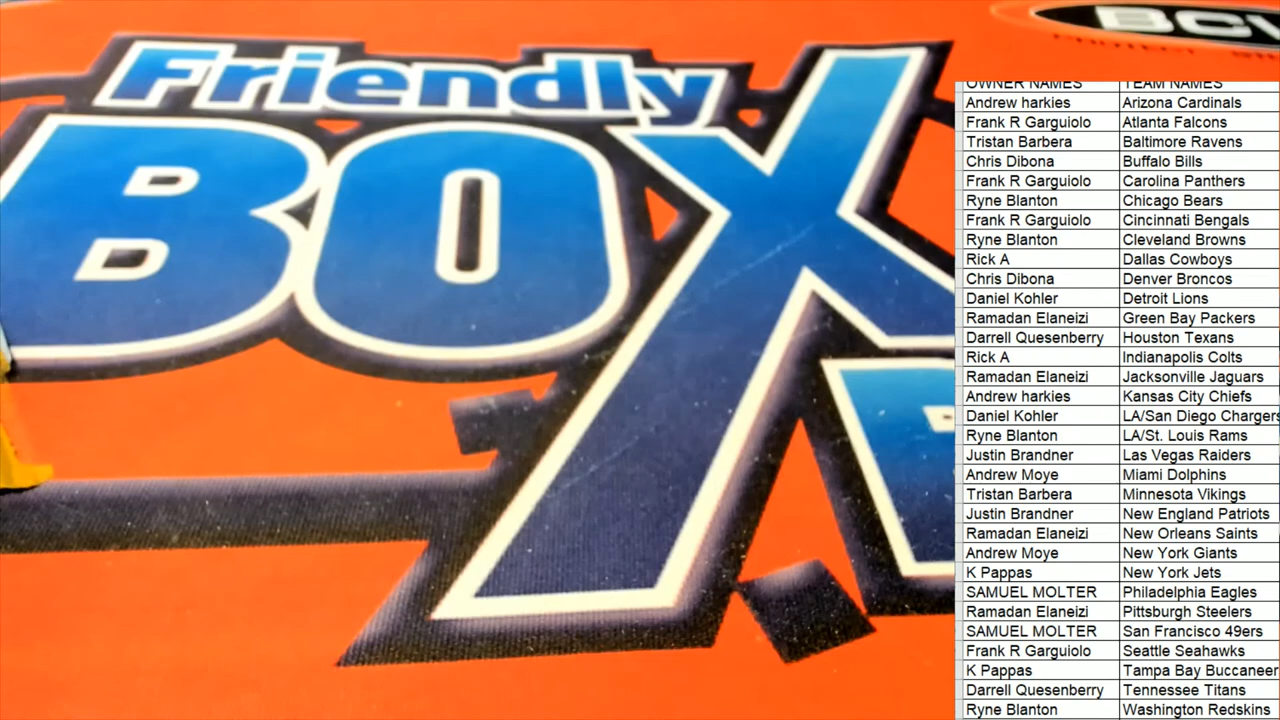 Friendly
BOX
BCW
OWNER NAMES TEAM NAMES
Andrew harkies Arizona Cardinals
Frank R Garguiolo Atlanta Falcons
Tristan Barbera Baltimore Ravens
Chris Dibona Buffalo Bills
Frank R Garguiolo Carolina Panthers
Ryne Blanton Chicago Bears
Frank R Garguiolo Cincinnati Bengals
Ryne Blanton Cleveland Browns
Rick A Dallas Cowboys
Chris Dibona Denver Broncos
Daniel Kohler Detroit Lions
Ramadan Elaneizi Green Bay Packers
Darrell Quesenberry Houston Texans
Rick A Indianapolis Colts
Ramadan Elaneizi Jacksonville Jaguars
Andrew harkies Kansas City Chiefs
Daniel Kohler LA/San Diego Chargers
Ryne Blanton LA/St. Louis Rams
Justin Brandner Las Vegas Raiders
Andrew Moye Miami Dolphins
Tristan Barbera Minnesota Vikings
Justin Brandner New England Patriots
Ramadan Elaneizi New Orleans Saints
Andrew Moye New York Giants
K Pappas New York Jets
SAMUEL MOLTER Philadelphia Eagles
Ramadan Elaneizi Pittsburgh Steelers
SAMUEL MOLTER San Francisco 49ers
Frank R Garguiolo Seattle Seahawks
K Pappas Tampa Bay Buccaneer
Darrell Quesenberry Tennessee Titans
Ryne Blanton Washington Redskins